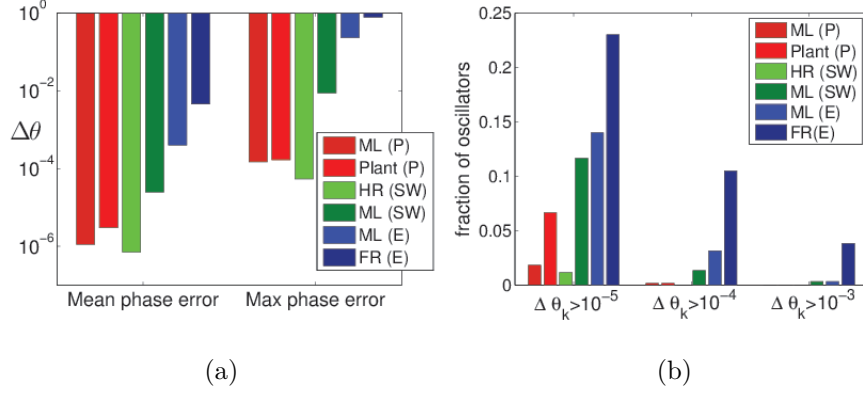 10^0
10^-2
Δθ
10^-4
10^-6
ML (P)
Plant (P)
HR (SW)
ML (SW)
ML (E)
FR (E)
Mean phase error
Max phase error
(a)
0.25
0.2
0.15
0.1
0.05
0
fraction of oscillators
ML (P)
Plant (P)
HR (SW)
ML (SW)
ML (E)
FR(E)
Δ θ_k>10^-5
Δ θ_k>10^-4
Δ θ_k>10^-3
(b)